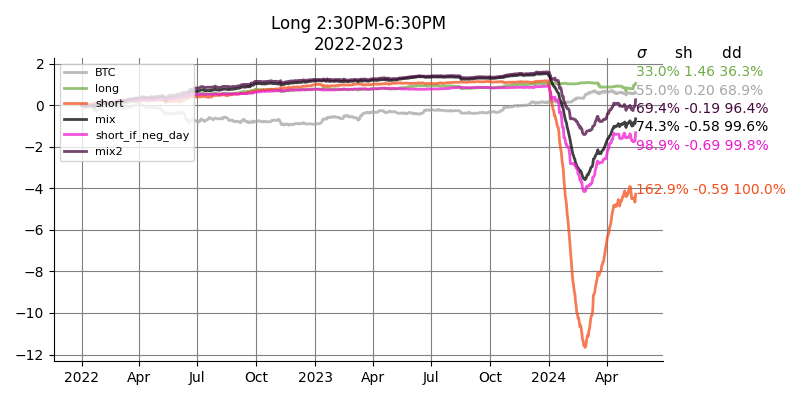 Long 2:30PM-6:30PM
2022-2023
σ sh dd
33.0% 1.46 36.3%
55.0% 0.20 68.9%
69.4% -0.19 96.4%
74.3% -0.58 99.6%
98.9% -0.69 99.8%
162.9% -0.59 100.0%
BTC
long
short
mix
short_if_neg_day
mix2
2
0
−2
−4
−6
−8
−10
−12
2022 Apr Jul Oct 2023 Apr Jul Oct 2024 Apr